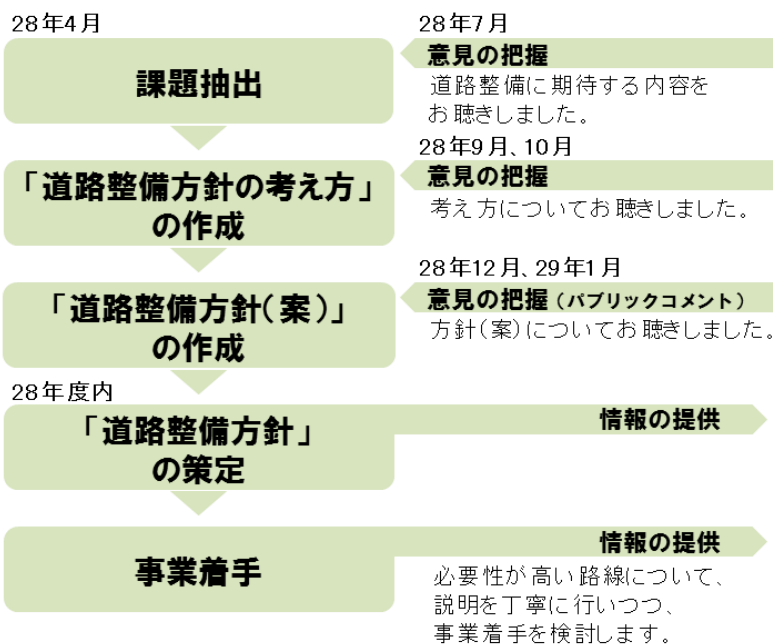 28年4月
課題抽出
28年7月
意見の把握
道路整備に期待する内容を
お聴きしました。
28年9月、10月
「道路整備方針の考え方」
の作成
意見の把握
考え方についてお聴きしました。
28年12月、29年1月
「道路整備方針(案)」
の作成
意見の把握(パブリックコメント)
方針(案)についてお聴きしました。
28年度内
「道路整備方針」
の策定
情報の提供
事業着手
情報の提供
必要性が高い路線について、
説明を丁寧に行いつつ、
事業着手を検討します。